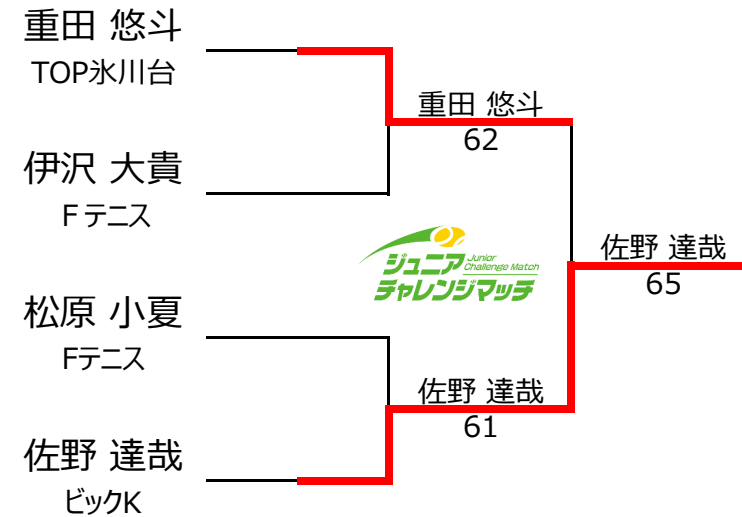 重田 悠斗
TOP氷川台
重田 悠斗
62
伊沢 大貴
Ｆテニス
佐野 達哉
65
ジュニア Junior Challenge Match
チャレンジマッチ
松原 小夏
Fテニス
佐野 達哉
61
佐野 達哉
ビックK